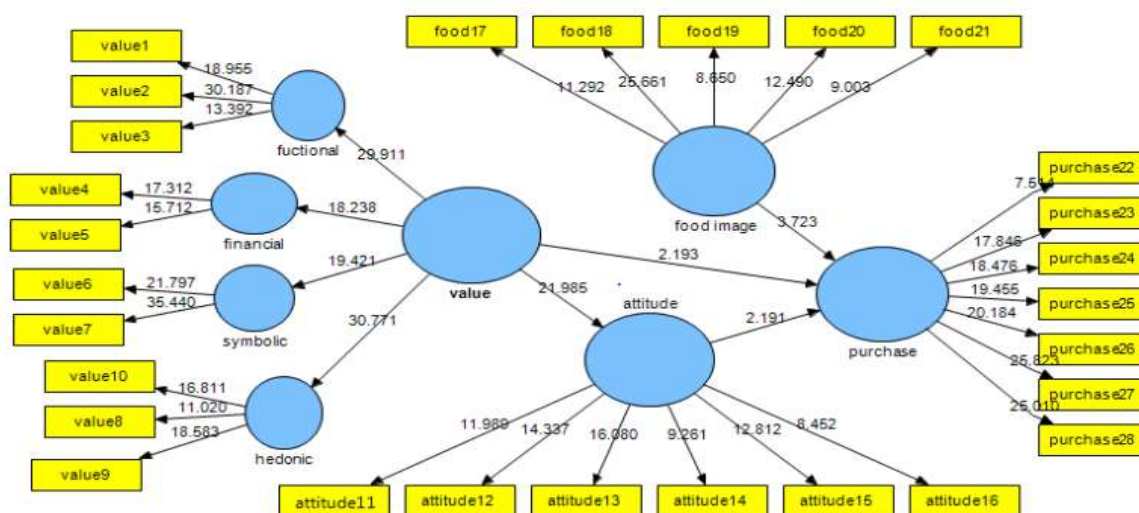 food17 food18 food19 food20 food21
11.292 25.661 8.650 12.490 9.003
value1
value2
value3
18.955
30.187
13.392
fuctional
29.911
value4
value5
17.312
15.712
financial
18.238
value6
value7
21.797
35.440
symbolic
19.421
value10
value8
value9
16.811
11.020
18.583
hedonic
30.771
value
food image
3.723
2.193
21.985
attitude
2.191
purchase
purchase22
purchase23
purchase24
purchase25
purchase26
purchase27
purchase28
17.846
18.476
19.455
20.184
25.823
25.010
11.980 14.337 16.080 9.261 12.812 8.452
attitude11 attitude12 attitude13 attitude14 attitude15 attitude16